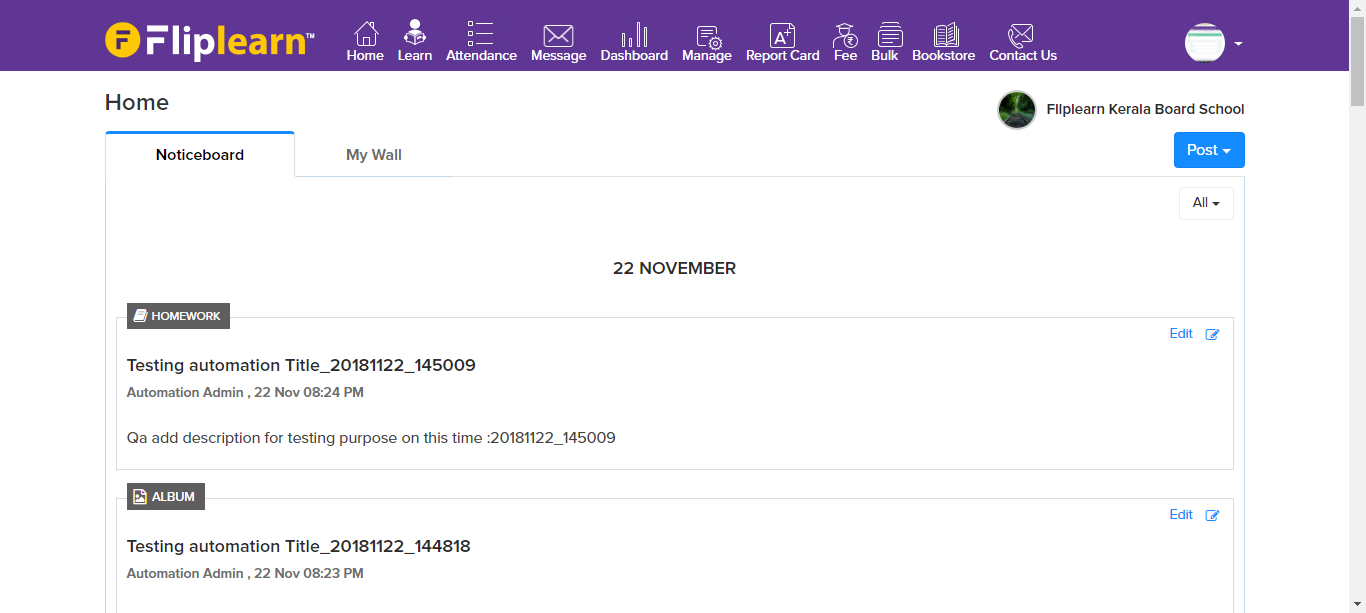 Fliplearn™
Home Learn Attendance Message Dashboard Manage Report Card Fee Bulk Bookstore Contact Us
Home
Fliplearn Kerala Board School
Noticeboard My Wall
Post
All
22 NOVEMBER
HOMEWORK
Edit
Testing automation Title_20181122_145009
Automation Admin , 22 Nov 08:24 PM
Qa add description for testing purpose on this time :20181122_145009
ALBUM
Edit
Testing automation Title_20181122_144818
Automation Admin , 22 Nov 08:23 PM